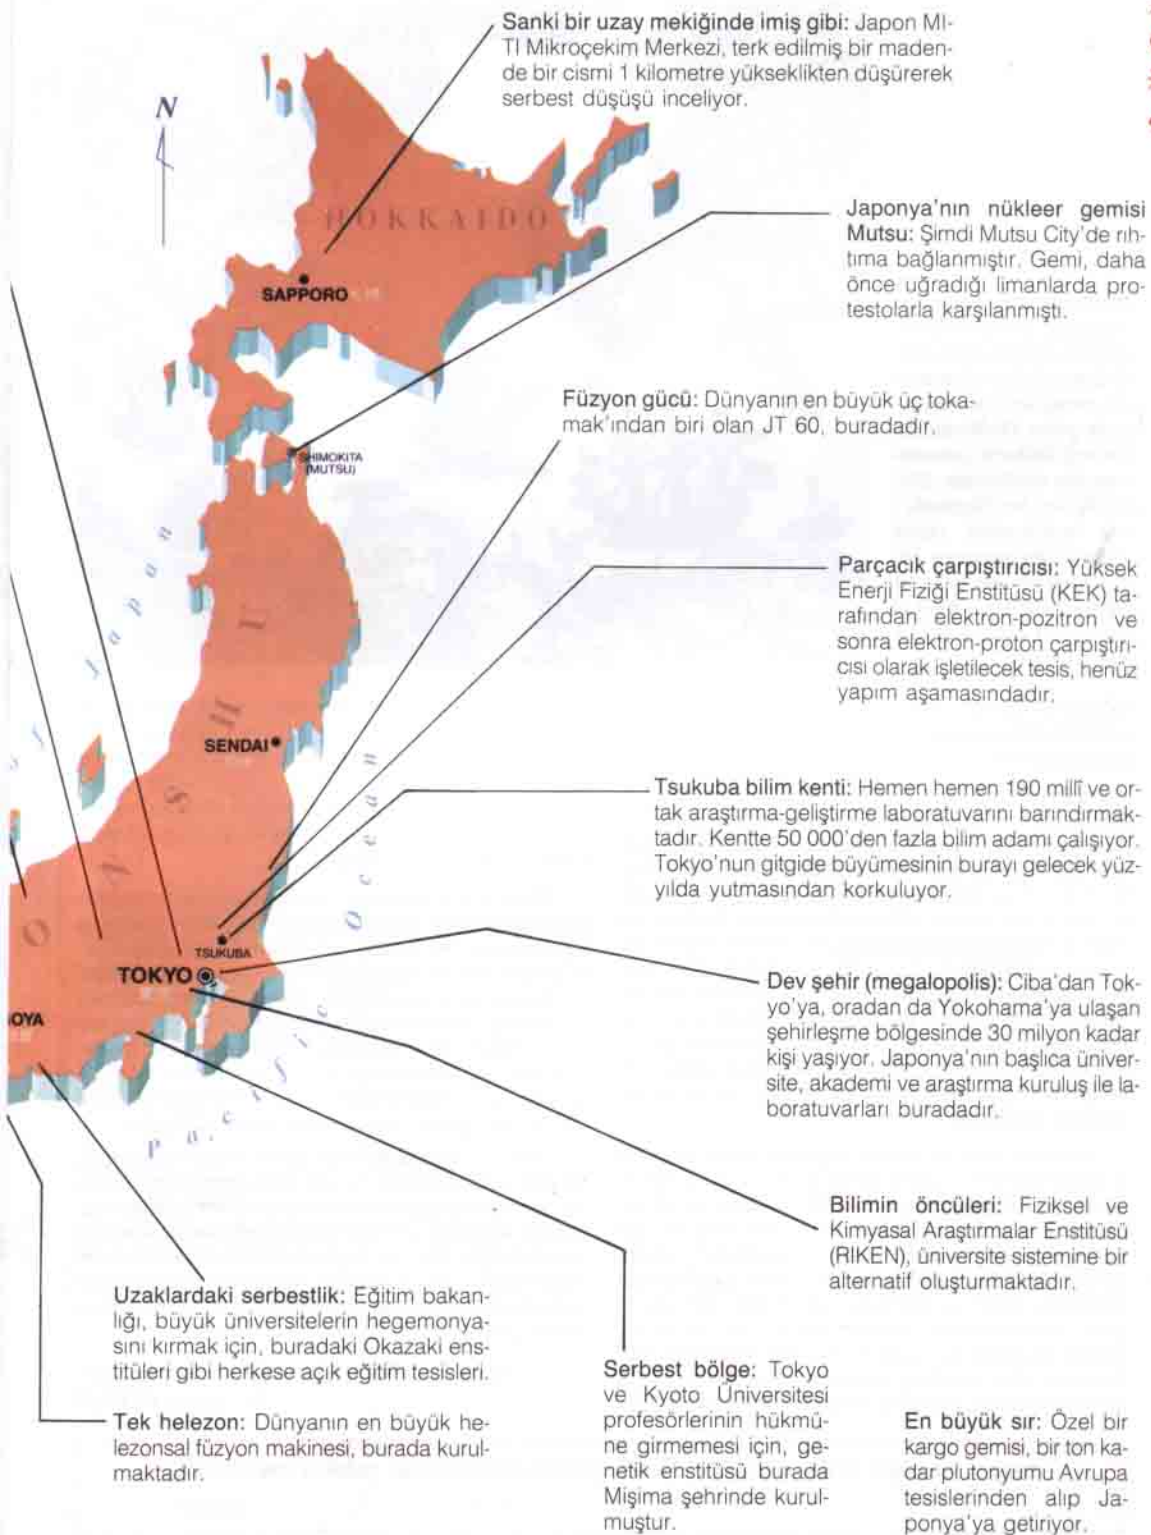 Sanki bir uzay mekiğinde imiş gibi: Japon MI-
TI Mikroçekim Merkezi, terk edilmiş bir maden-
de bir cismi 1 kilometre yükseklikten düşürerek
serbest düşüşü inceliyor.
N
HOKKAIDO
SAPPORO
Japonya'nın nükleer gemisi
Mutsu: Şimdi Mutsu City'de rıh-
tıma bağlanmıştır. Gemi, daha
önce uğradığı limanlarda pro-
testolarla karşılanmıştı.
Füzyon gücü: Dünyanın en büyük üç toka-
mak'ından biri olan JT 60, buradadır.
SHIMOKITA
(MUTSU)
Parçacık çarpıştırıcısı: Yüksek
Enerji Fiziği Enstitüsü (KEK) ta-
rafından elektron-pozitron ve
sonra elektron-proton çarpıştırı-
cısı olarak işletilecek tesis, henüz
yapım aşamasındadır.
Japan
ONSHU
SENDAI
Tsukuba bilim kenti: Hemen hemen 190 millî ve or-
tak araştırma-geliştirme laboratuvarını barındırmak-
tadır. Kentte 50 000'den fazla bilim adamı çalışıyor.
Tokyo'nun gitgide büyümesinin burayı gelecek yüz-
yılda yutmasından korkuluyor.
TSUKUBA
TOKYO
OYA
Pacific Ocean
Dev şehir (megalopolis): Ciba'dan Tok-
yo'ya, oradan da Yokohama'ya ulaşan
şehirleşme bölgesinde 30 milyon kadar
kişi yaşıyor. Japonya'nın başlıca üniver-
site, akademi ve araştırma kuruluş ile la-
boratuvarları buradadır.
Bilimin öncüleri: Fiziksel ve
Kimyasal Araştırmalar Enstitüsü
(RIKEN), üniversite sistemine bir
alternatif oluşturmaktadır.
Uzaklardaki serbestlik: Eğitim bakan-
lığı, büyük üniversitelerin hegemonya-
sını kırmak için, buradaki Okazaki ens-
titüleri gibi herkese açık eğitim tesisleri.
Tek helezon: Dünyanın en büyük he-
lezonsal füzyon makinesi, burada kurul-
maktadır.
Serbest bölge: Tokyo
ve Kyoto Üniversitesi
profesörlerinin hükmü-
ne girmemesi için, ge-
netik enstitüsü burada
Mişima şehrinde kurul-
muştur.
En büyük sır: Özel bir
kargo gemisi, bir ton ka-
dar plutonyumu Avrupa
tesislerinden alıp Ja-
ponya'ya getiriyor.